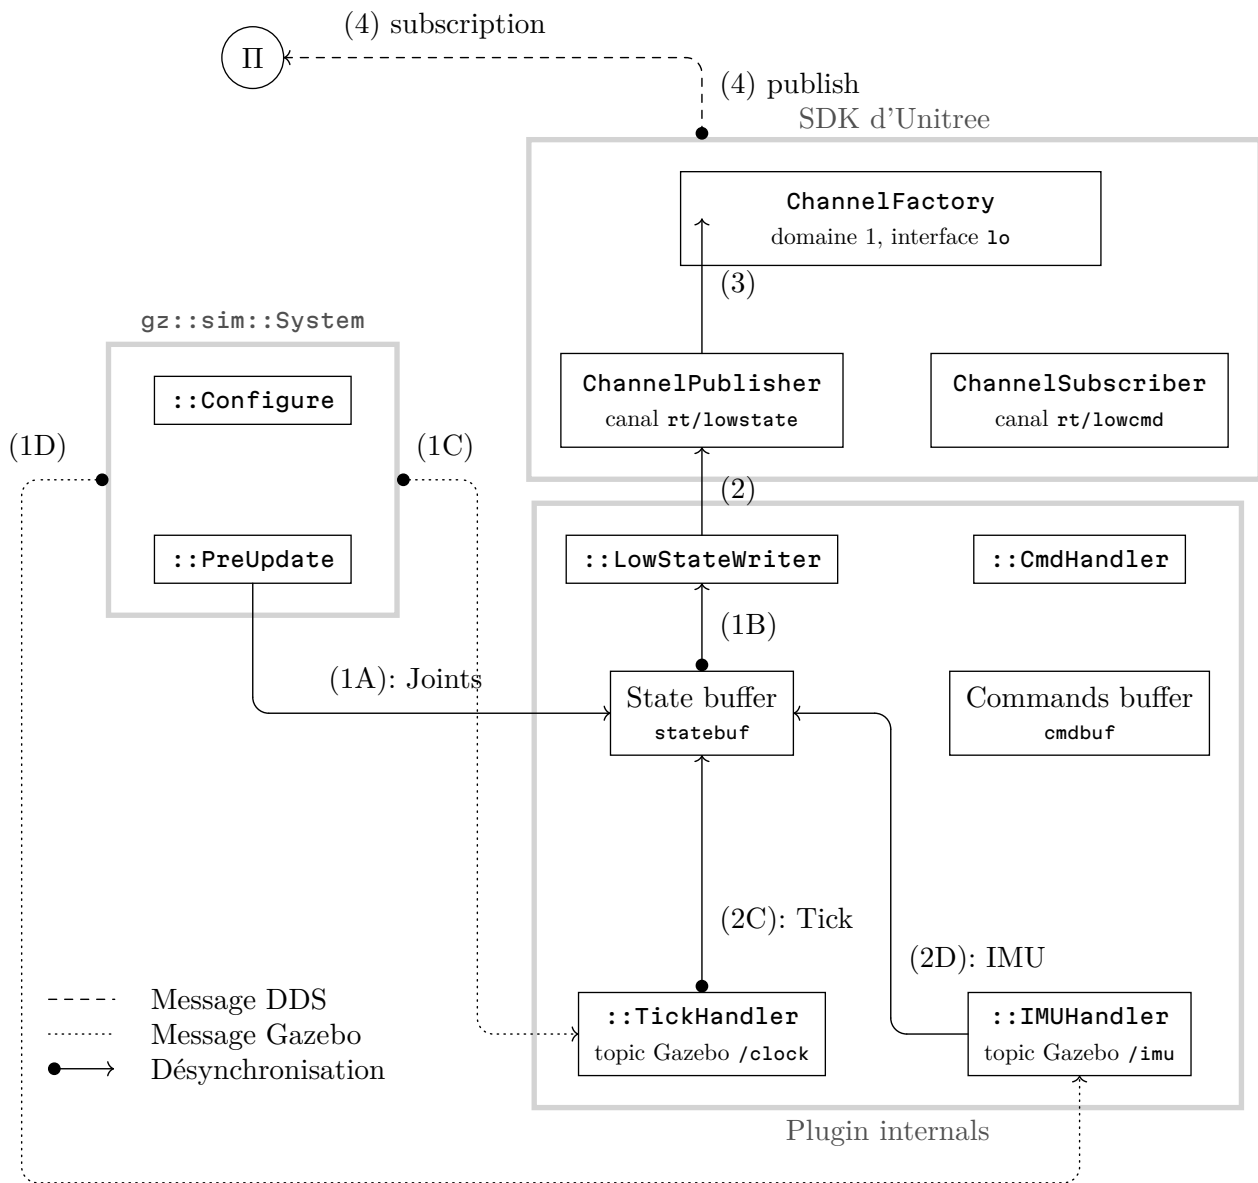 (4) subscription
Π
(4) publish
SDK d'Unitree
ChannelFactory
domaine 1, interface lo
(3)
gz::sim::System
::Configure
ChannelPublisher
canal rt/lowstate
ChannelSubscriber
canal rt/lowcmd
(1D)
(1C)
(2)
::PreUpdate
::LowStateWriter
::CmdHandler
(1B)
(1A): Joints
State buffer
statebuf
Commands buffer
cmdbuf
(2C): Tick
(2D): IMU
Message DDS
Message Gazebo
Désynchronisation
::TickHandler
topic Gazebo /clock
::IMUHandler
topic Gazebo /imu
Plugin internals